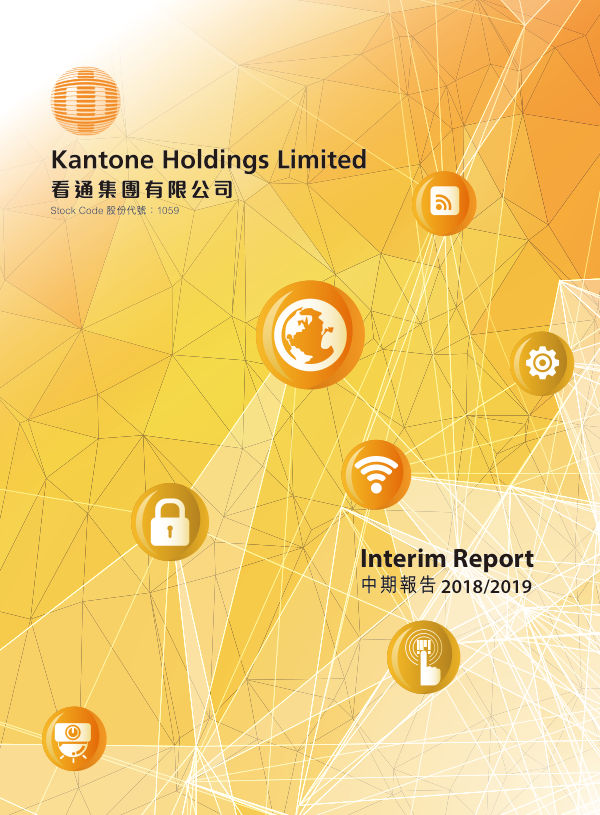 Kantone Holdings Limited
看通集團有限公司
Stock Code 股份代號：1059
Interim Report
中期報告 2018/2019